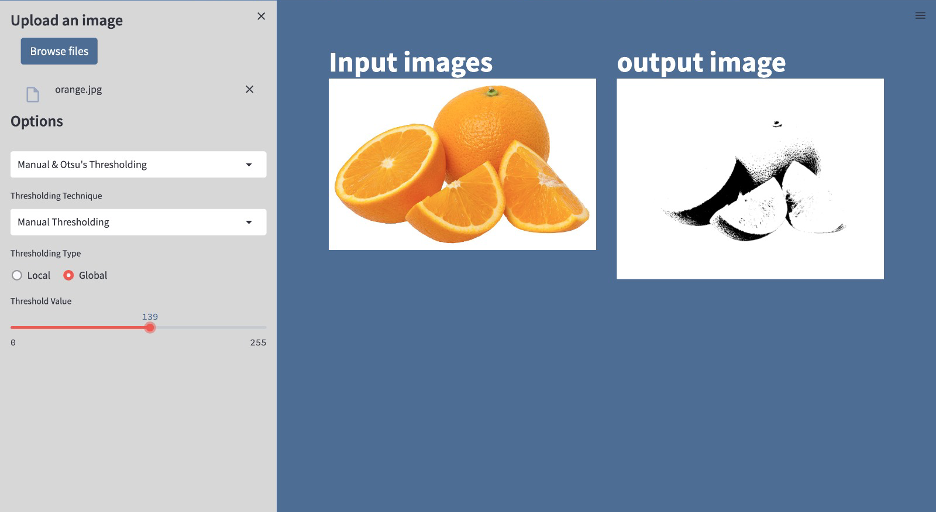 Upload an image
Browse files
orange.jpg
Options
Manual & Otsu's Thresholding
Thresholding Technique
Manual Thresholding
Thresholding Type
Local Global
Threshold Value
139
0 255
Input images
output image